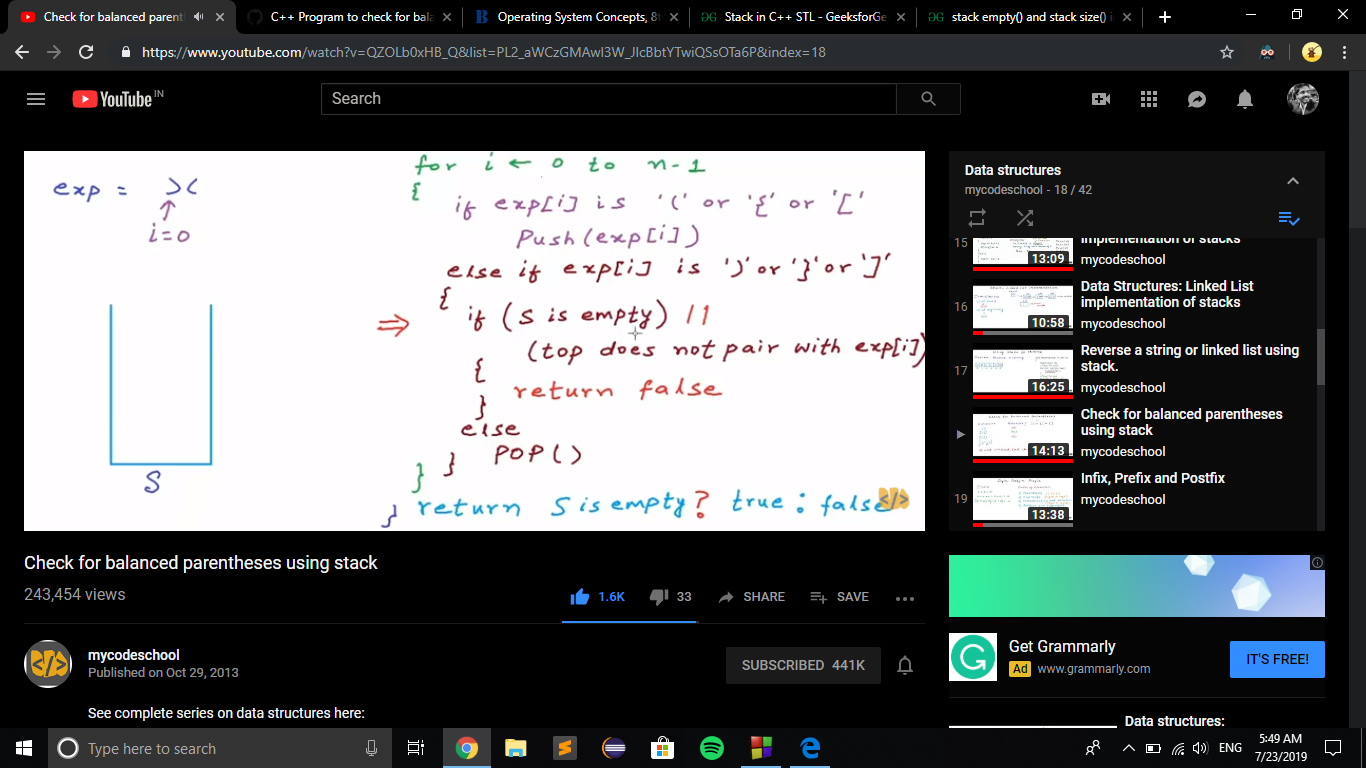 Check for balanced parent
C++ Program to check for bala
Operating System Concepts, 8t
Stack in C++ STL - GeeksforGe
stack empty() and stack size() i
https://www.youtube.com/watch?v=QZOLb0xHB_Q&list=PL2_aWCzGMAwI3W_JlcBbtYTwiQSsOTa6P&index=18
YouTube IN
Search
exp = )(
i=0
S
for i ← 0 to n-1
{
if exp[i] is '(' or '{' or '['
Push(exp[i])
else if exp[i] is ')' or '}' or ']'
{
⇒ if (S is empty) ||
(top does not pair with exp[i])
{
return false
}
else
POP()
}
}
} return S is empty? true : false
</>
Data structures
mycodeschool - 18 / 42
15
implementation of stacks
mycodeschool
13:09
16
Data Structures: Linked List
implementation of stacks
mycodeschool
10:58
17
Reverse a string or linked list using
stack.
mycodeschool
16:25
Check for balanced parentheses
using stack
mycodeschool
14:13
19
Infix, Prefix and Postfix
mycodeschool
13:38
Check for balanced parentheses using stack
243,454 views
1.6K 33 SHARE SAVE
</>
mycodeschool
Published on Oct 29, 2013
SUBSCRIBED 441K
See complete series on data structures here:
Get Grammarly
Ad www.grammarly.com
IT'S FREE!
Data structures:
Type here to search
ENG
5:49 AM
7/23/2019